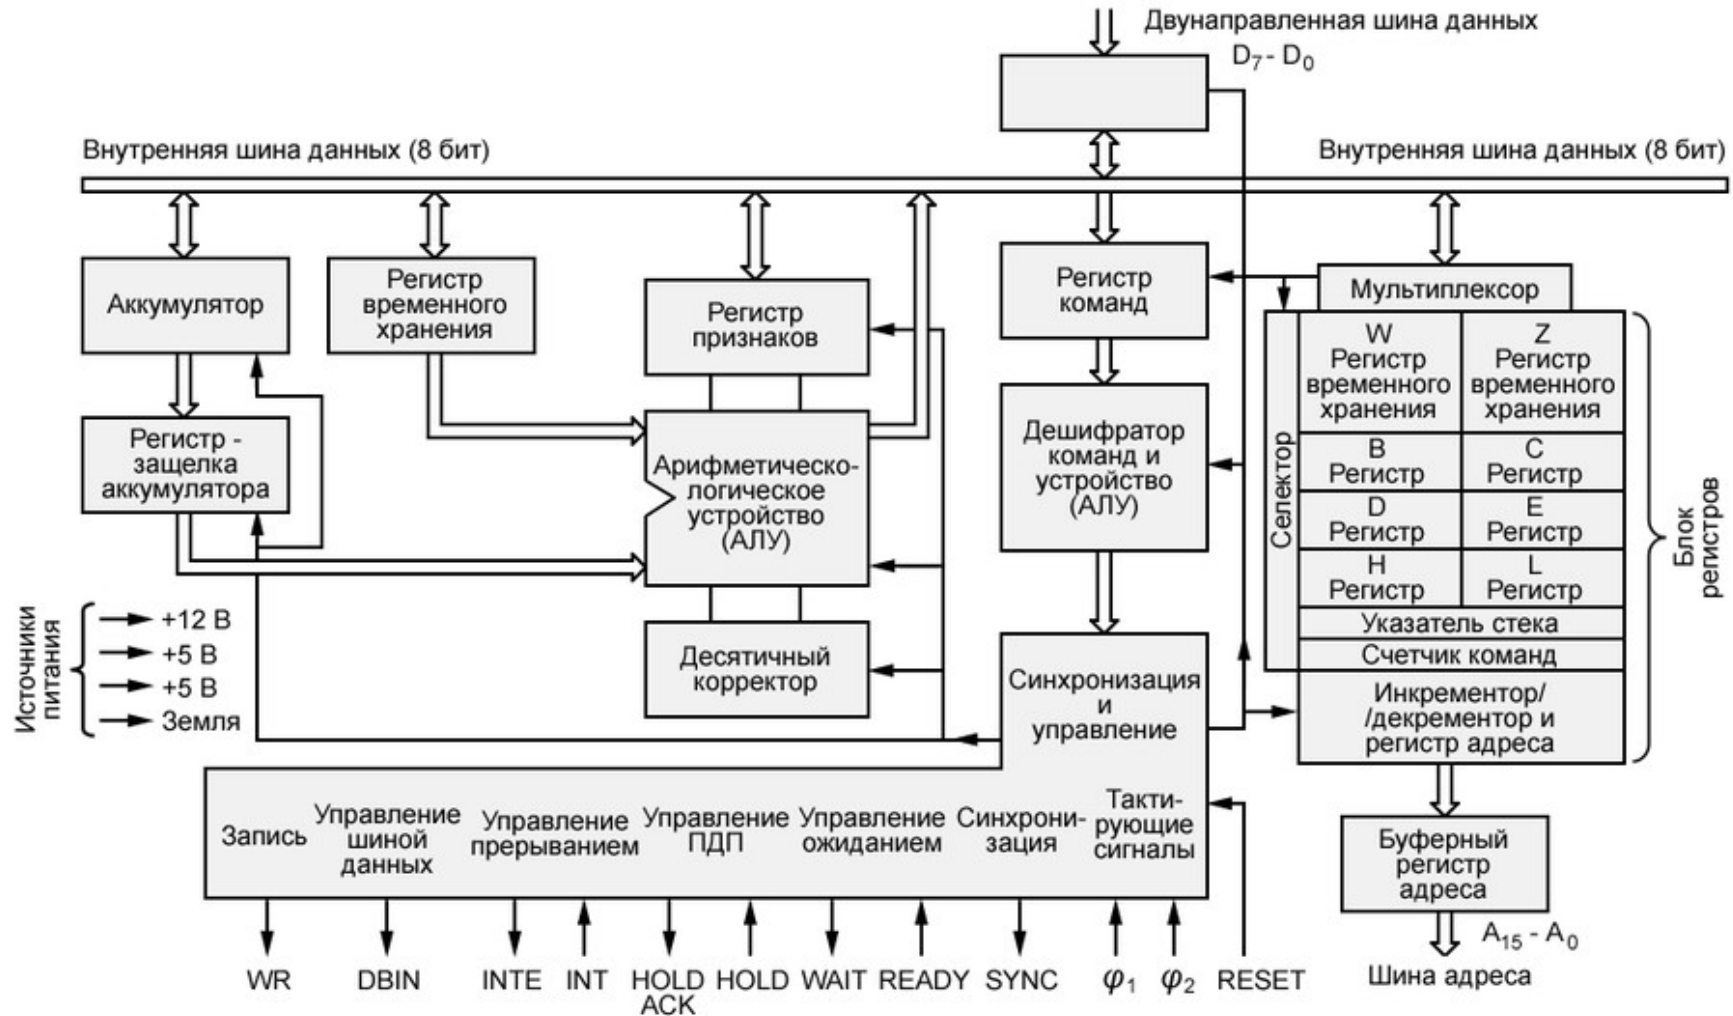 Двунаправленная шина данных
D7 - D0
Внутренняя шина данных (8 бит)
Внутренняя шина данных (8 бит)
Аккумулятор
Регистр
временного
хранения
Регистр
признаков
Регистр
команд
Мультиплексор
Селектор
W
Регистр
временного
хранения
Z
Регистр
временного
хранения
B
Регистр
C
Регистр
D
Регистр
E
Регистр
H
Регистр
L
Регистр
Указатель стека
Счетчик команд
Инкрементор/
/декрементор и
регистр адреса
Блок
регистров
Регистр -
защелка
аккумулятора
Арифметическо-
логическое
устройство
(АЛУ)
Дешифратор
команд и
устройство
(АЛУ)
Десятичный
корректор
Источники
питания
+12 В
+5 В
+5 В
Земля
Синхронизация
и
управление
Запись
Управление
шиной
данных
Управление
прерыванием
Управление
ПДП
Управление
ожиданием
Синхрони-
зация
Такти-
рующие
сигналы
Буферный
регистр
адреса
A15 - A0
Шина адреса
WR
DBIN
INTE
INT
HOLD
ACK
HOLD
WAIT
READY
SYNC
φ1
φ2
RESET